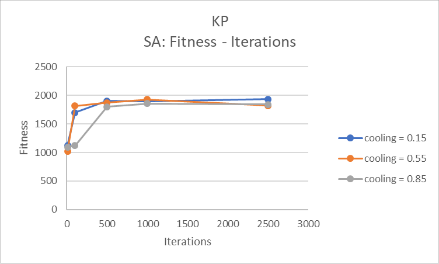 KP
SA: Fitness - Iterations
2500
2000
1500
1000
500
0
Fitness
0 500 1000 1500 2000 2500 3000
Iterations
cooling = 0.15
cooling = 0.55
cooling = 0.85